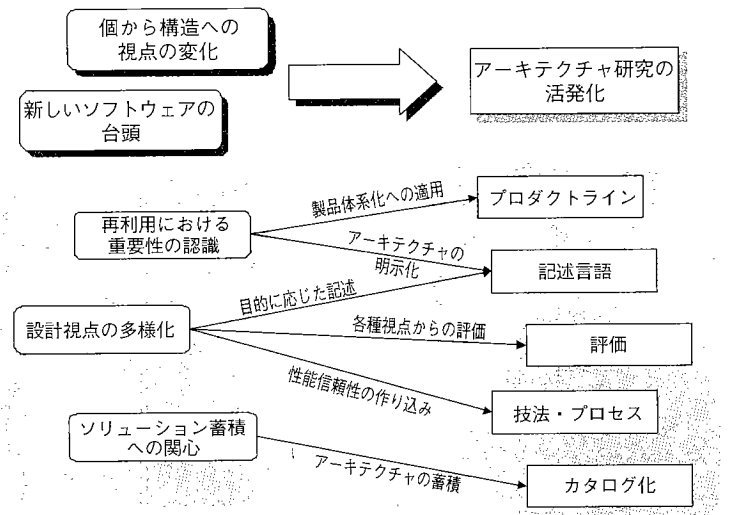 個から構造への
視点の変化
新しいソフトウェアの
台頭
アーキテクチャ研究の
活発化
再利用における
重要性の認識
製品体系化への適用
プロダクトライン
アーキテクチャの
明示化
記述言語
目的に応じた記述
設計視点の多様化
各種視点からの評価
評価
性能信頼性の作り込み
技法・プロセス
ソリューション蓄積
への関心
アーキテクチャの蓄積
カタログ化